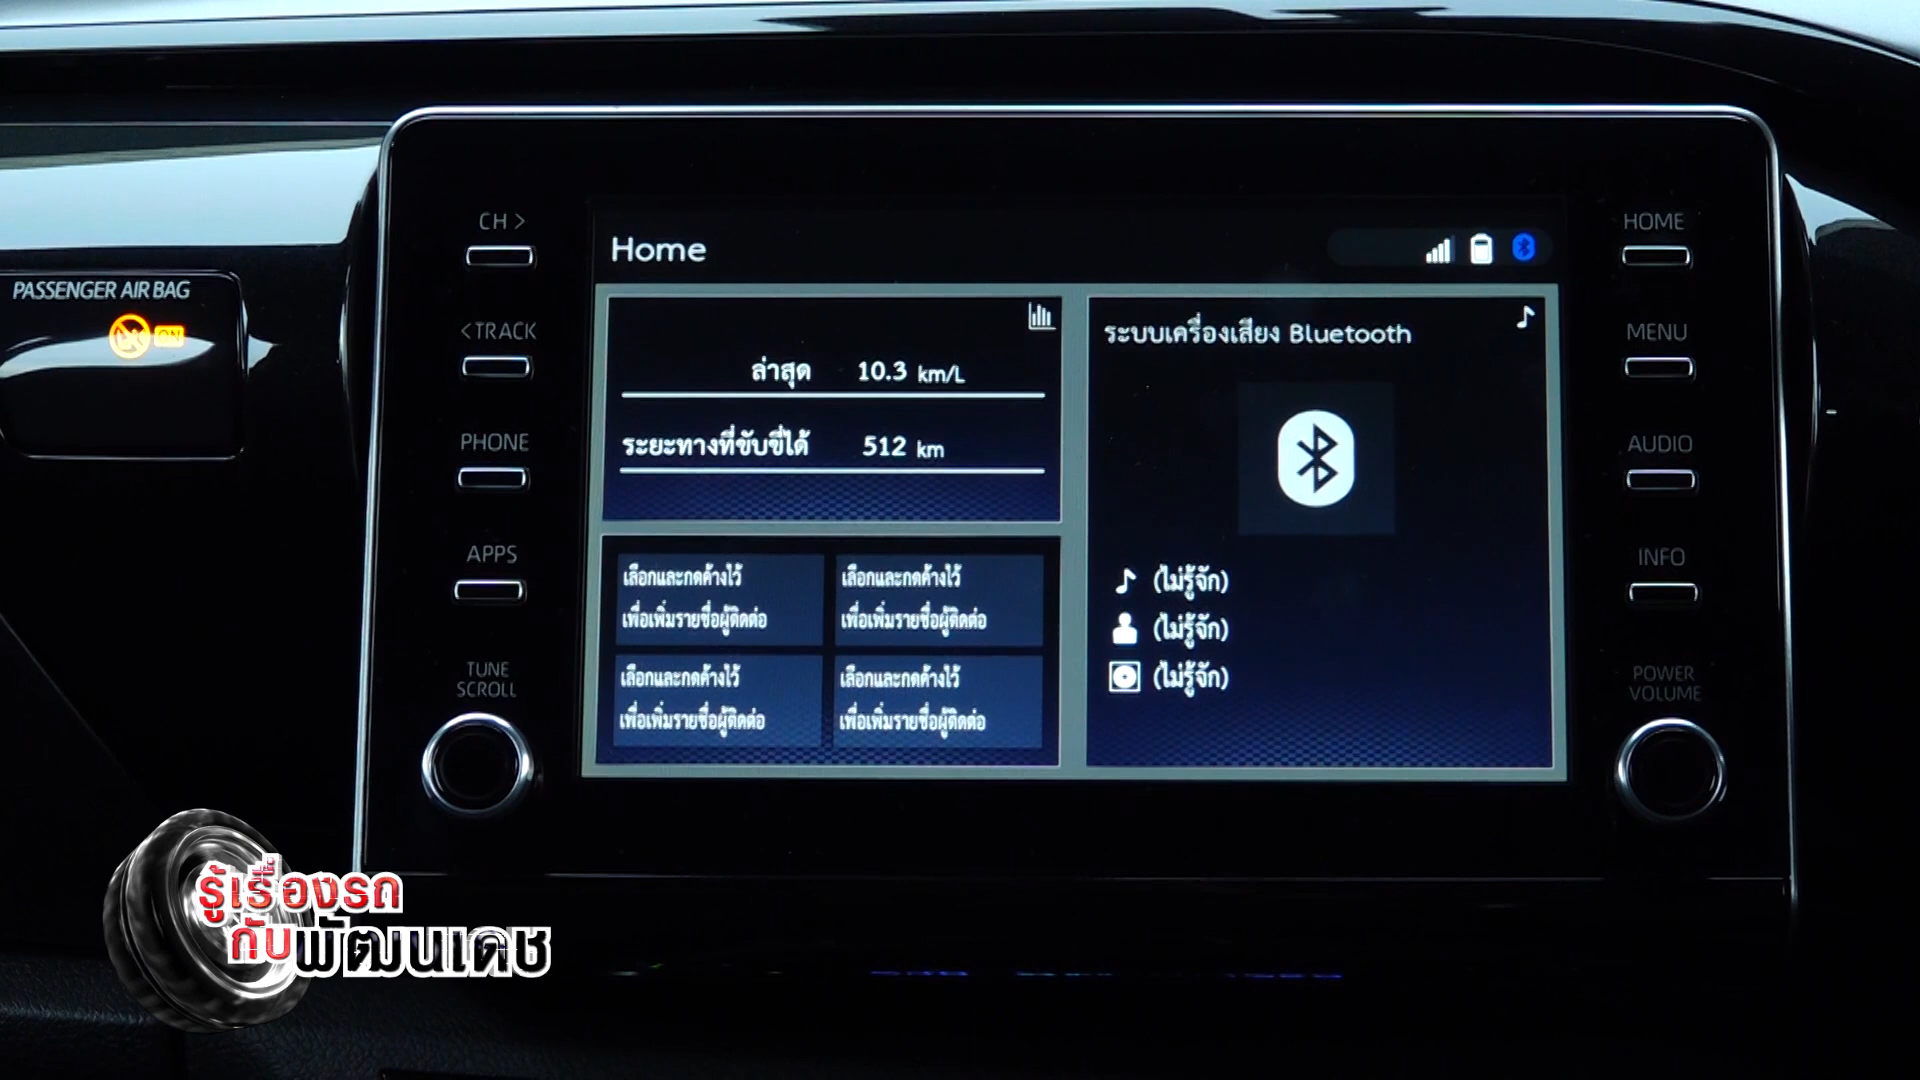 PASSENGER AIR BAG
ON
CH >
< TRACK
PHONE
APPS
TUNE
SCROLL
Home
ล่าสุด 10.3 km/L
ระยะทางที่ขับขี่ได้ 512 km
เลือกและกดค้างไว้
เพื่อเพิ่มรายชื่อผู้ติดต่อ
เลือกและกดค้างไว้
เพื่อเพิ่มรายชื่อผู้ติดต่อ
เลือกและกดค้างไว้
เพื่อเพิ่มรายชื่อผู้ติดต่อ
เลือกและกดค้างไว้
เพื่อเพิ่มรายชื่อผู้ติดต่อ
ระบบเครื่องเสียง Bluetooth
(ไม่รู้จัก)
(ไม่รู้จัก)
(ไม่รู้จัก)
HOME
MENU
AUDIO
INFO
POWER
VOLUME
รู้เรื่องรถ
กับพัฒนเดช